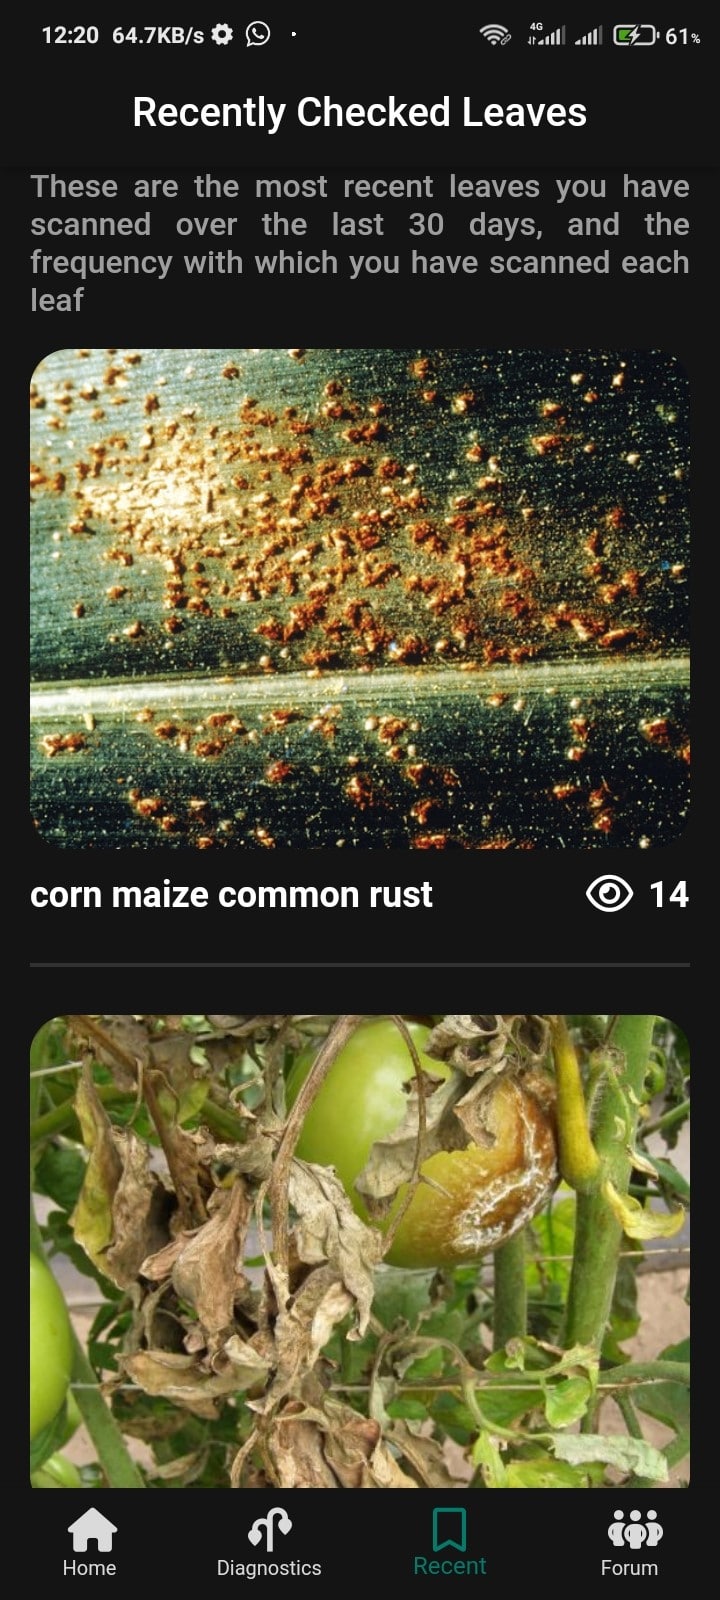 12:20 64.7KB/s 4G 61%
Recently Checked Leaves
These are the most recent leaves you have
scanned over the last 30 days, and the
frequency with which you have scanned each
leaf
corn maize common rust 14
Home Diagnostics Recent Forum